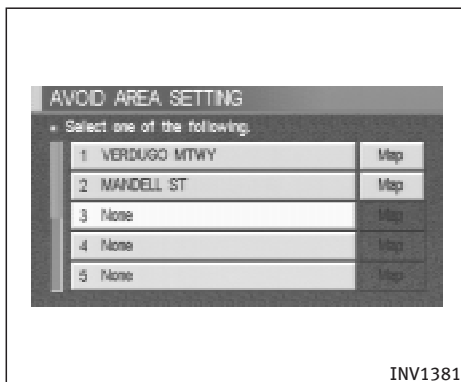 AVOID AREA SETTING
Select one of the following.
1 VERDUGO MTWY Map
2 MANDELL ST Map
3 None Map
4 None Map
5 None Map
INV1381